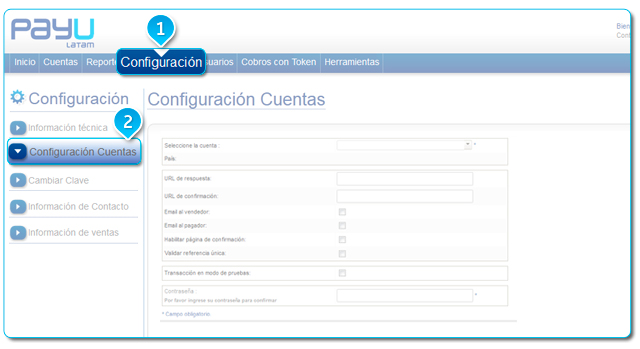 PayU
LATAM
1
Bien
Com
Inicio Cuentas Reporte Configuración uarios Cobros con Token Herramientas
Configuración
Configuración Cuentas
Información técnica
2
Configuración Cuentas
Cambiar Clave
Información de Contacto
Información de ventas
Seleccione la cuenta : *
País:
URL de respuesta:
URL de confirmación:
Email al vendedor:
Email al pagador:
Habilitar página de confirmación:
Validar referencia única:
Transacción en modo de pruebas:
Contraseña :
Por favor ingrese su contraseña para confirmar *
* Campo obligatorio